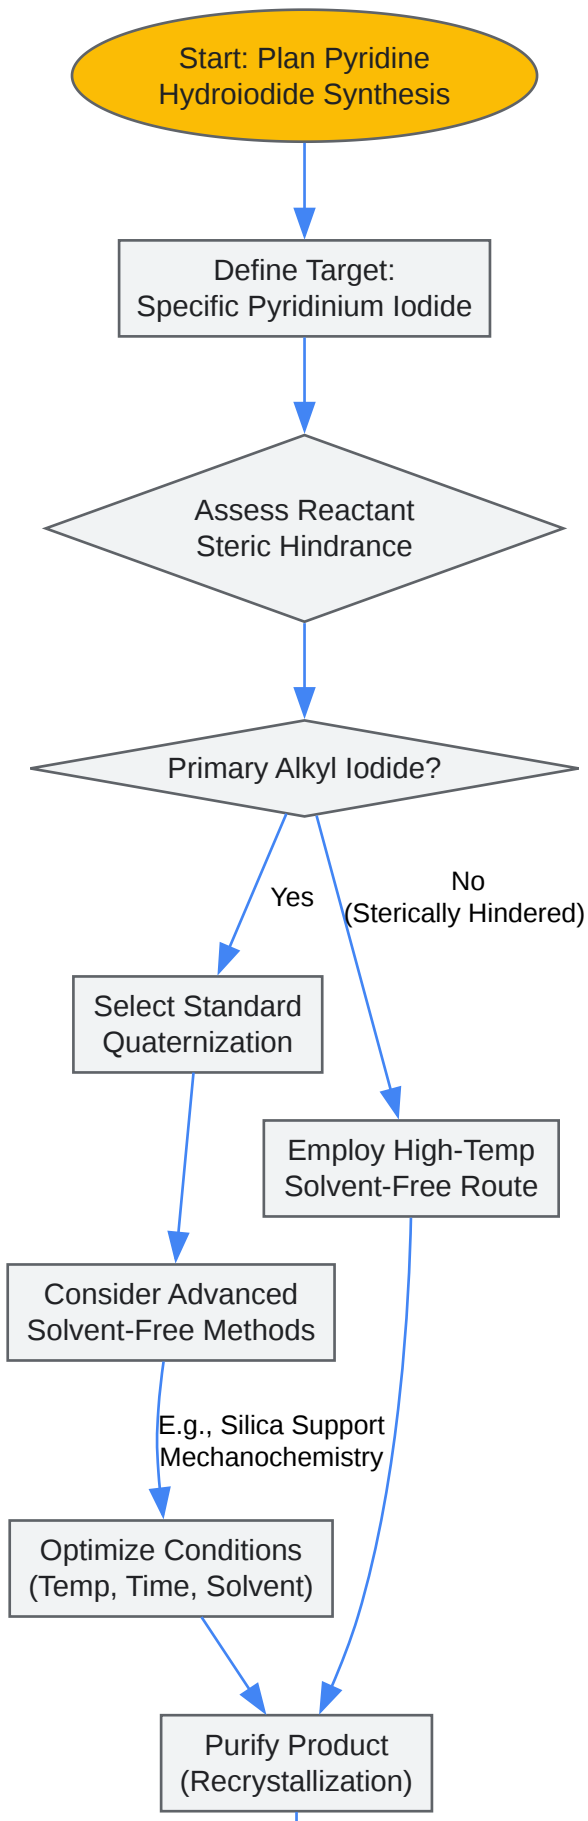 Start: Plan Pyridine
Hydroiodide Synthesis
Define Target:
Specific Pyridinium Iodide
Assess Reactant
Steric Hindrance
Primary Alkyl Iodide?
Yes
No
(Sterically Hindered)
Select Standard
Quaternization
Employ High-Temp
Solvent-Free Route
Consider Advanced
Solvent-Free Methods
E.g., Silica Support
Mechanochemistry
Optimize Conditions
(Temp, Time, Solvent)
Purify Product
(Recrystallization)